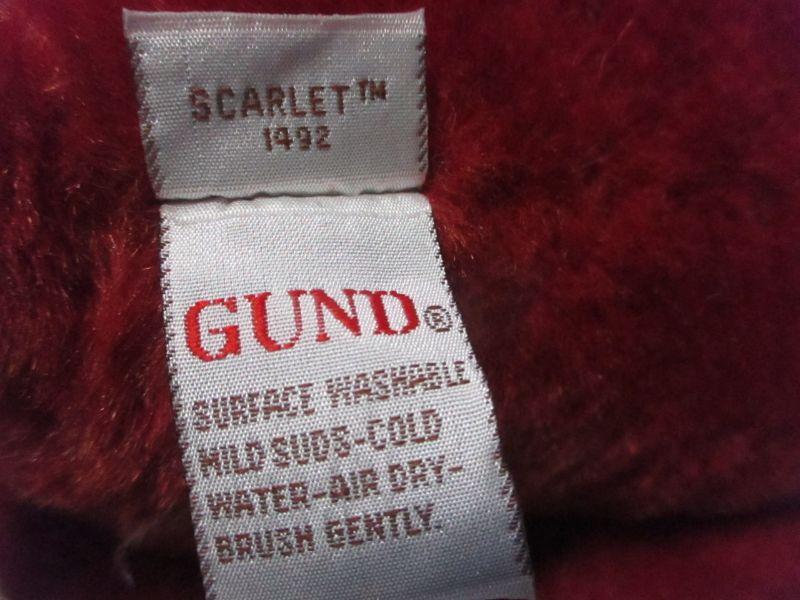 SCARLET™
1492
GUND®
SURFACE WASHABLE
MILD SUDS-COLD
WATER-AIR DRY-
BRUSH GENTLY.